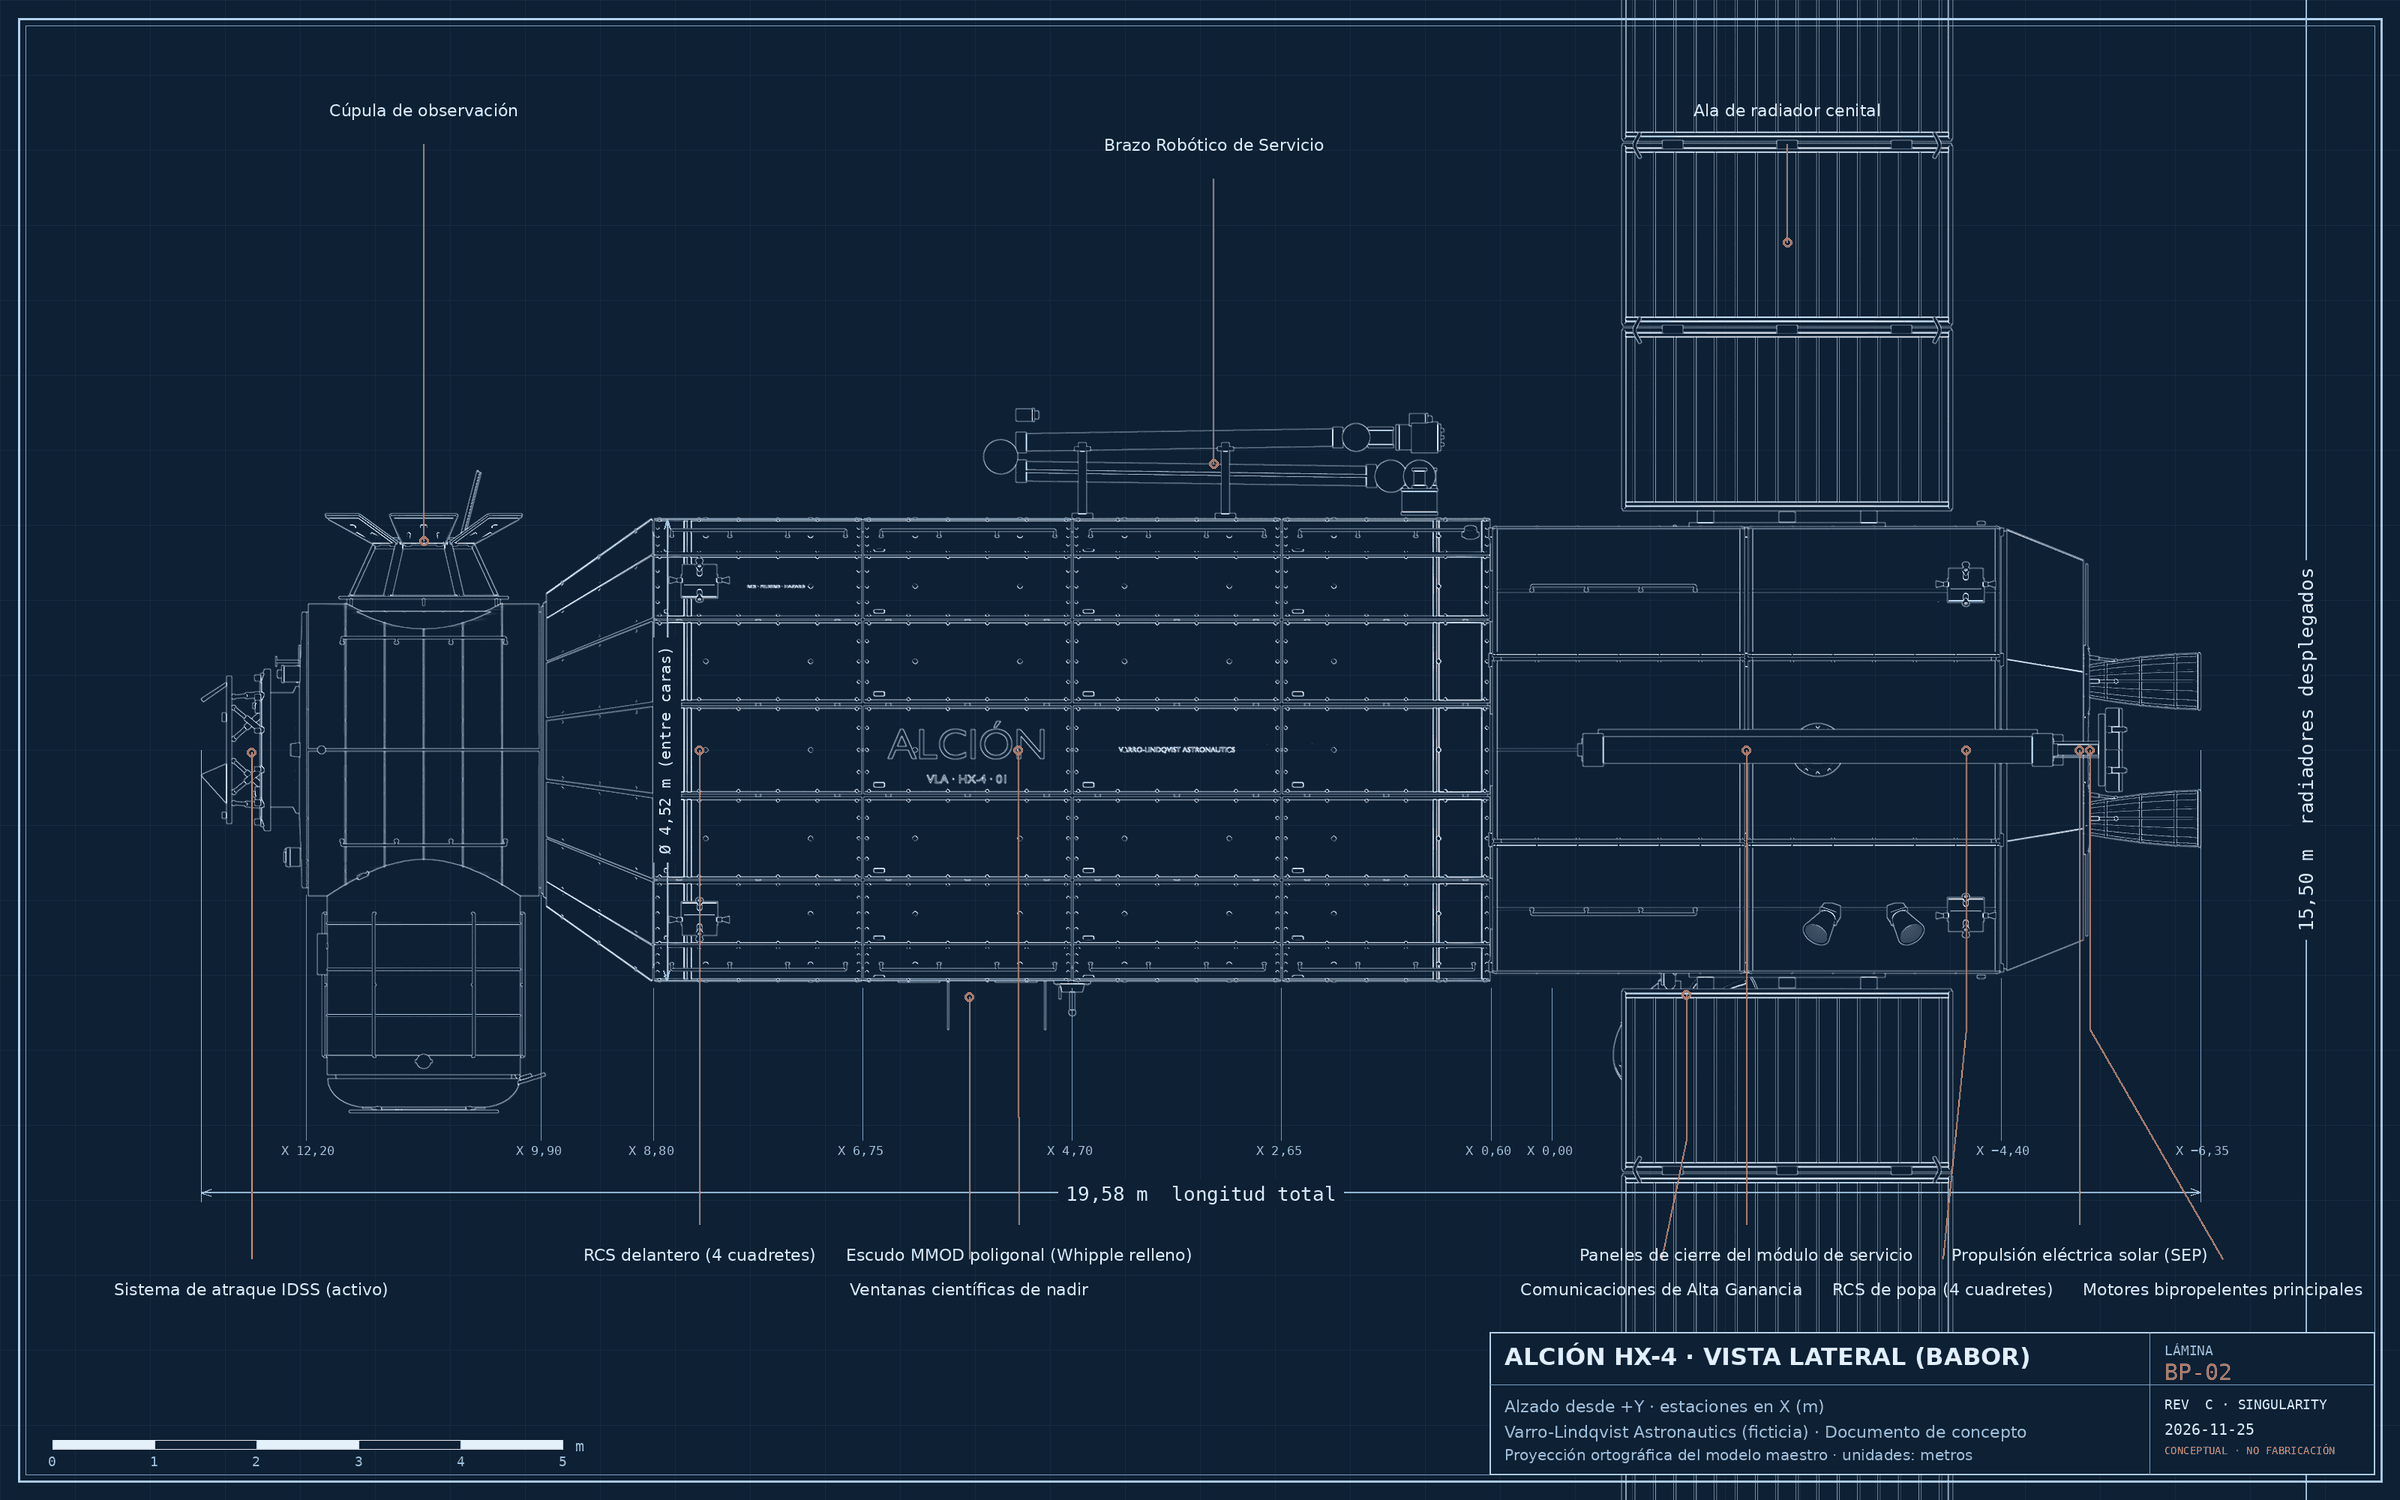 Cúpula de observación
Ala de radiador cenital
Brazo Robótico de Servicio
15,50 m radiadores desplegados
Ø 4,52 m (entre caras)
ALCIÓN
VLA · HX-4 · 01
VARRO-LINDQVIST ASTRONAUTICS
X 12,20
X 9,90
X 8,80
X 6,75
X 4,70
X 2,65
X 0,60
X 0,00
X −4,40
X −6,35
19,58 m longitud total
RCS delantero (4 cuadretes)
Escudo MMOD poligonal (Whipple relleno)
Paneles de cierre del módulo de servicio
Propulsión eléctrica solar (SEP)
Sistema de atraque IDSS (activo)
Ventanas científicas de nadir
Comunicaciones de Alta Ganancia
RCS de popa (4 cuadretes)
Motores bipropelentes principales
ALCIÓN HX-4 · VISTA LATERAL (BABOR)
LÁMINA
BP-02
Alzado desde +Y · estaciones en X (m)
REV C · SINGULARITY
Varro-Lindqvist Astronautics (ficticia) · Documento de concepto
2026-11-25
Proyección ortográfica del modelo maestro · unidades: metros
CONCEPTUAL · NO FABRICACIÓN
m
0 1 2 3 4 5